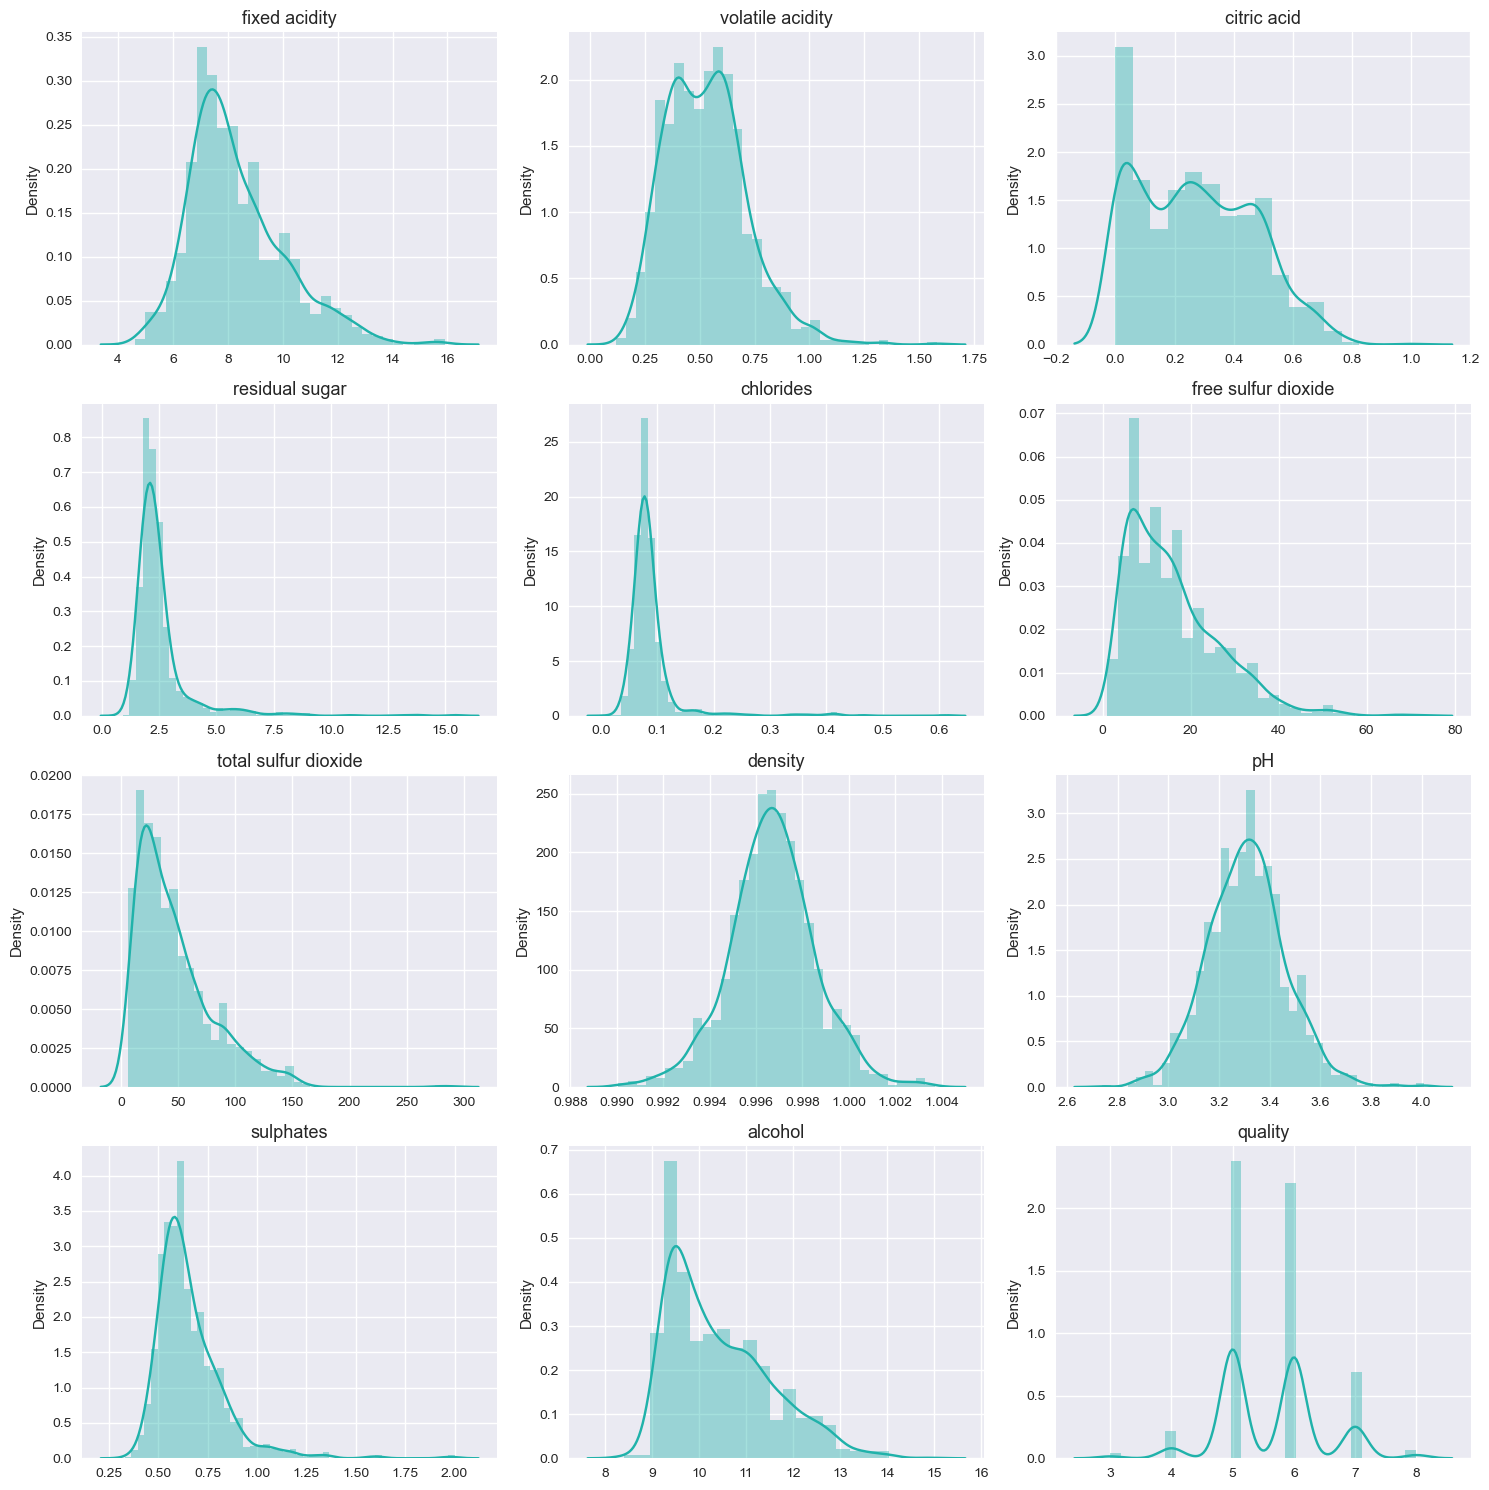 fixed acidity
Density
0.35
0.30
0.25
0.20
0.15
0.10
0.05
0.00
4 6 8 10 12 14 16
volatile acidity
Density
2.0
1.5
1.0
0.5
0.0
0.00 0.25 0.50 0.75 1.00 1.25 1.50 1.75
citric acid
Density
3.0
2.5
2.0
1.5
1.0
0.5
0.0
−0.2 0.0 0.2 0.4 0.6 0.8 1.0 1.2
residual sugar
Density
0.8
0.7
0.6
0.5
0.4
0.3
0.2
0.1
0.0
0.0 2.5 5.0 7.5 10.0 12.5 15.0
chlorides
Density
25
20
15
10
5
0
0.0 0.1 0.2 0.3 0.4 0.5 0.6
free sulfur dioxide
Density
0.07
0.06
0.05
0.04
0.03
0.02
0.01
0.00
0 20 40 60 80
total sulfur dioxide
Density
0.0200
0.0175
0.0150
0.0125
0.0100
0.0075
0.0050
0.0025
0.0000
0 50 100 150 200 250 300
density
Density
250
200
150
100
50
0
0.988 0.990 0.992 0.994 0.996 0.998 1.000 1.002 1.004
pH
Density
3.0
2.5
2.0
1.5
1.0
0.5
0.0
2.6 2.8 3.0 3.2 3.4 3.6 3.8 4.0
sulphates
Density
4.0
3.5
3.0
2.5
2.0
1.5
1.0
0.5
0.0
0.25 0.50 0.75 1.00 1.25 1.50 1.75 2.00
alcohol
Density
0.7
0.6
0.5
0.4
0.3
0.2
0.1
0.0
8 9 10 11 12 13 14 15 16
quality
Density
2.0
1.5
1.0
0.5
0.0
3 4 5 6 7 8